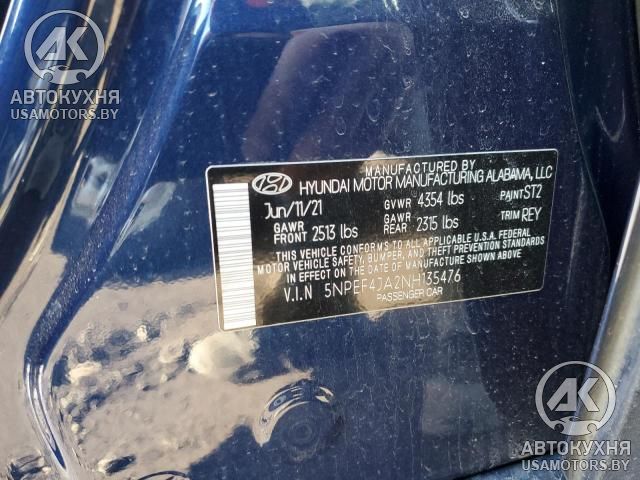 AK
АВТОКУХНЯ
USAMOTORS.BY
MANUFACTURED BY
HYUNDAI MOTOR MANUFACTURING ALABAMA, LLC
Jun/11/21 GVWR 4354 lbs PAINT ST2
GAWR FRONT 2513 lbs GAWR REAR 2315 lbs TRIM REY
THIS VEHICLE CONFORMS TO ALL APPLICABLE U.S.A. FEDERAL
MOTOR VEHICLE SAFETY, BUMPER, AND THEFT PREVENTION STANDARDS
IN EFFECT ON THE DATE OF MANUFACTURE SHOWN ABOVE.
V.I.N 5NPEF4JA2NH135476
PASSENGER CAR
AK
АВТОКУХНЯ
USAMOTORS.BY